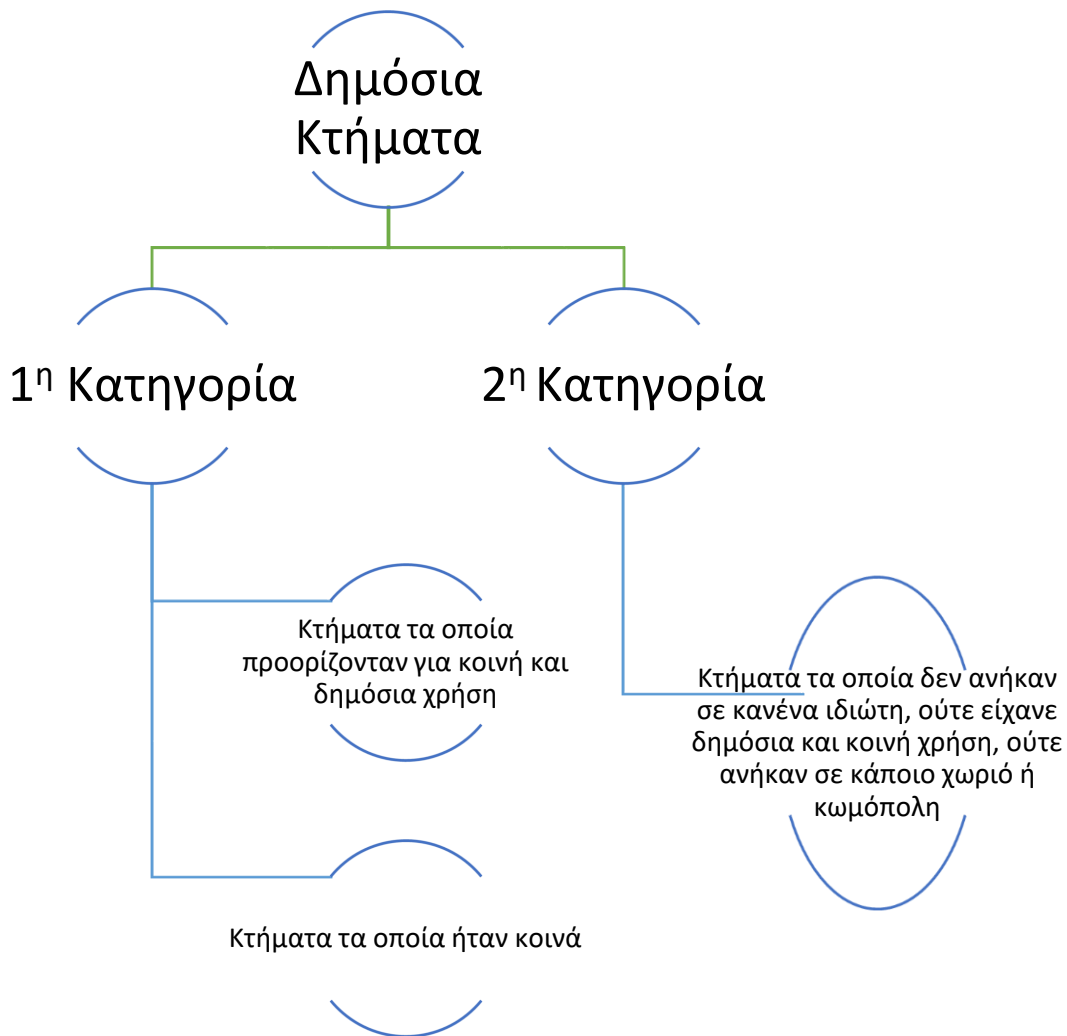 Δημόσια
Κτήματα
1η Κατηγορία
2η Κατηγορία
Κτήματα τα οποία
προορίζονταν για κοινή και
δημόσια χρήση
Κτήματα τα οποία δεν ανήκαν
σε κανένα ιδιώτη, ούτε είχανε
δημόσια και κοινή χρήση, ούτε
ανήκαν σε κάποιο χωριό ή
κωμόπολη
Κτήματα τα οποία ήταν κοινά